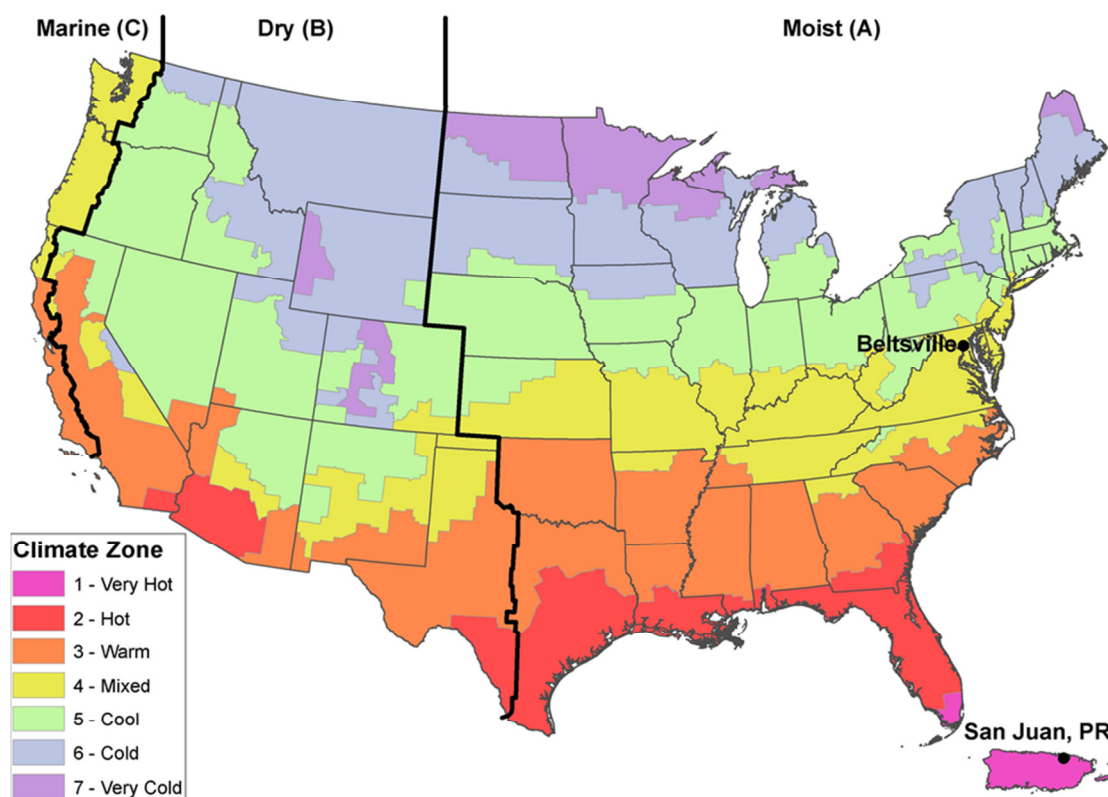 Marine (C)
Dry (B)
Moist (A)
Beltsville
San Juan, PR
Climate Zone
1 - Very Hot
2 - Hot
3 - Warm
4 - Mixed
5 - Cool
6 - Cold
7 - Very Cold